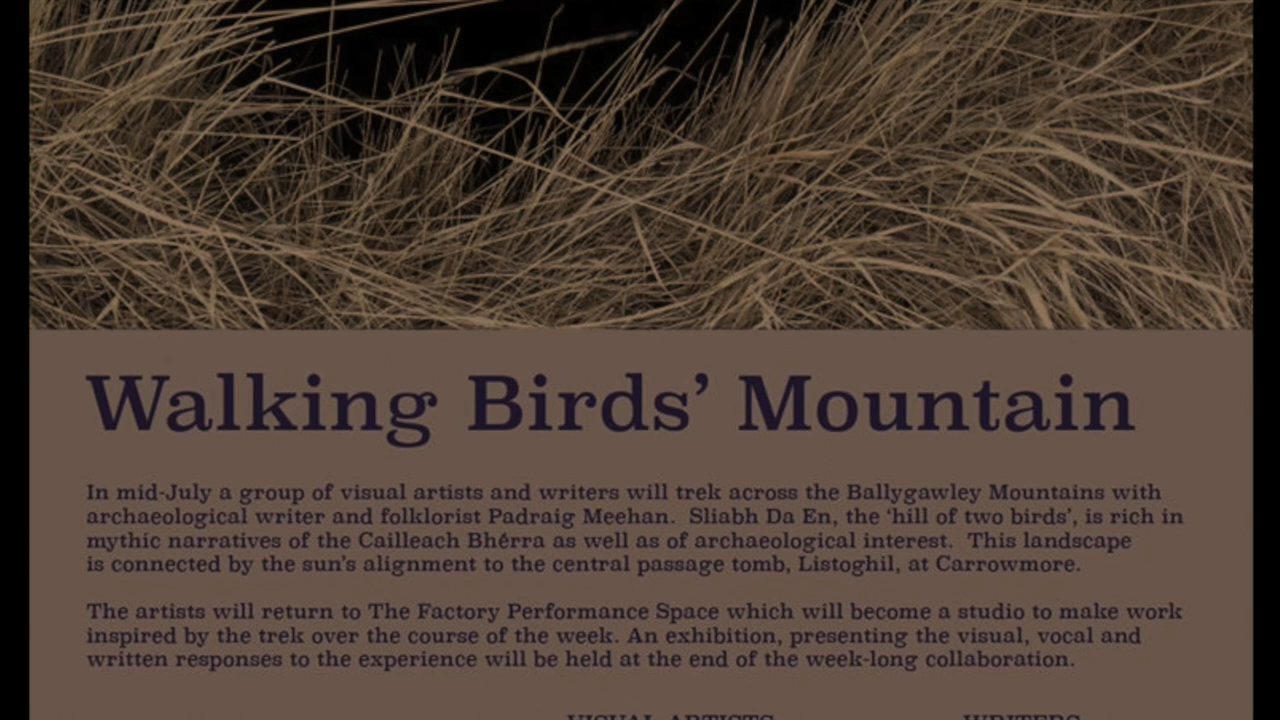 Walking Birds’ Mountain
In mid-July a group of visual artists and writers will trek across the Ballygawley Mountains with
archaeological writer and folklorist Padraig Meehan.  Sliabh Da En, the ‘hill of two birds’, is rich in
mythic narratives of the Cailleach Bhérra as well as of archaeological interest.  This landscape
is connected by the sun’s alignment to the central passage tomb, Listoghil, at Carrowmore.
The artists will return to The Factory Performance Space which will become a studio to make work
inspired by the trek over the course of the week. An exhibition, presenting the visual, vocal and
written responses to the experience will be held at the end of the week-long collaboration.
VISUAL ARTISTS WRITERS